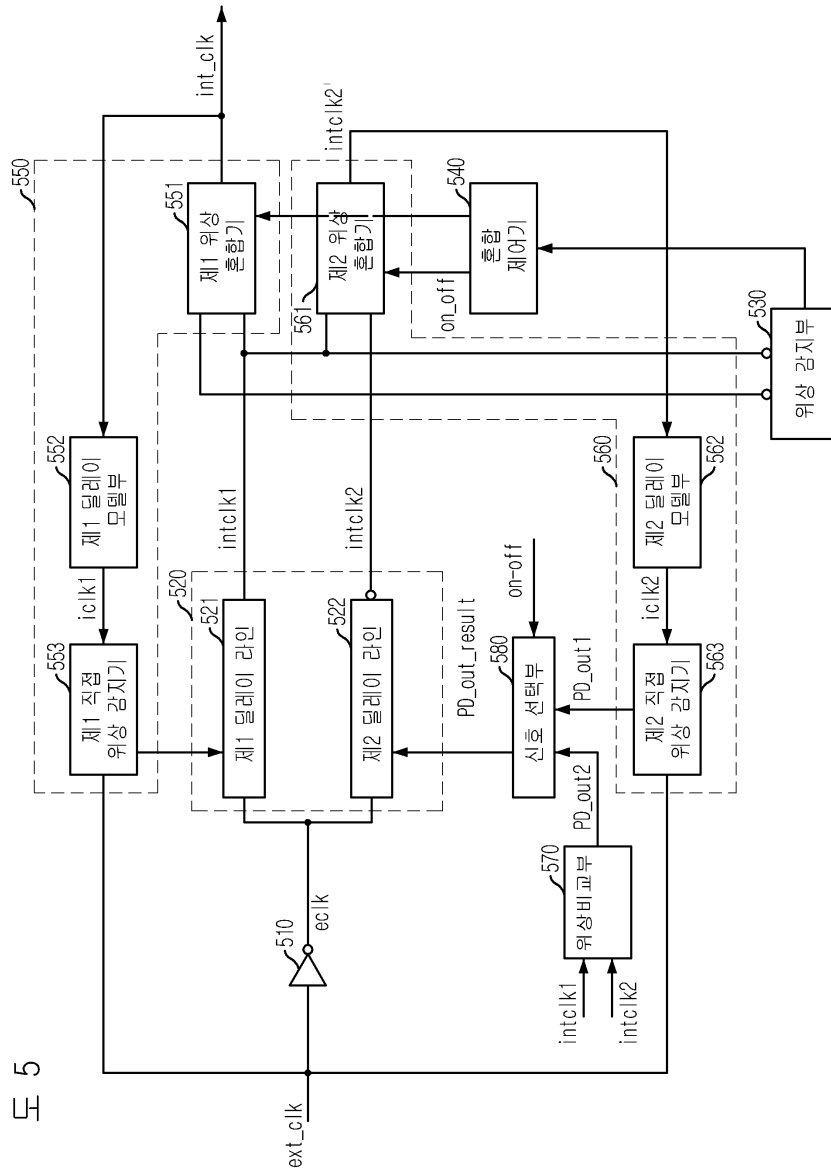 도 5
550
553
제1 직접
위상 감지기
iclk1
552
제1 딜레이
모델부
551
제1 위상
혼합기
int_clk
520
521
제1 딜레이 라인
intclk1
522
제2 딜레이 라인
intclk2
561
제2 위상
혼합기
intclk2'
on_off
540
혼합
제어기
ext_clk
510
eclk
PD_out_result
on-off
580
신호 선택부
PD_out2
PD_out1
intclk1
intclk2
570
위상비교부
560
563
제2 직접
위상 감지기
iclk2
562
제2 딜레이
모델부
530
위상 감지부